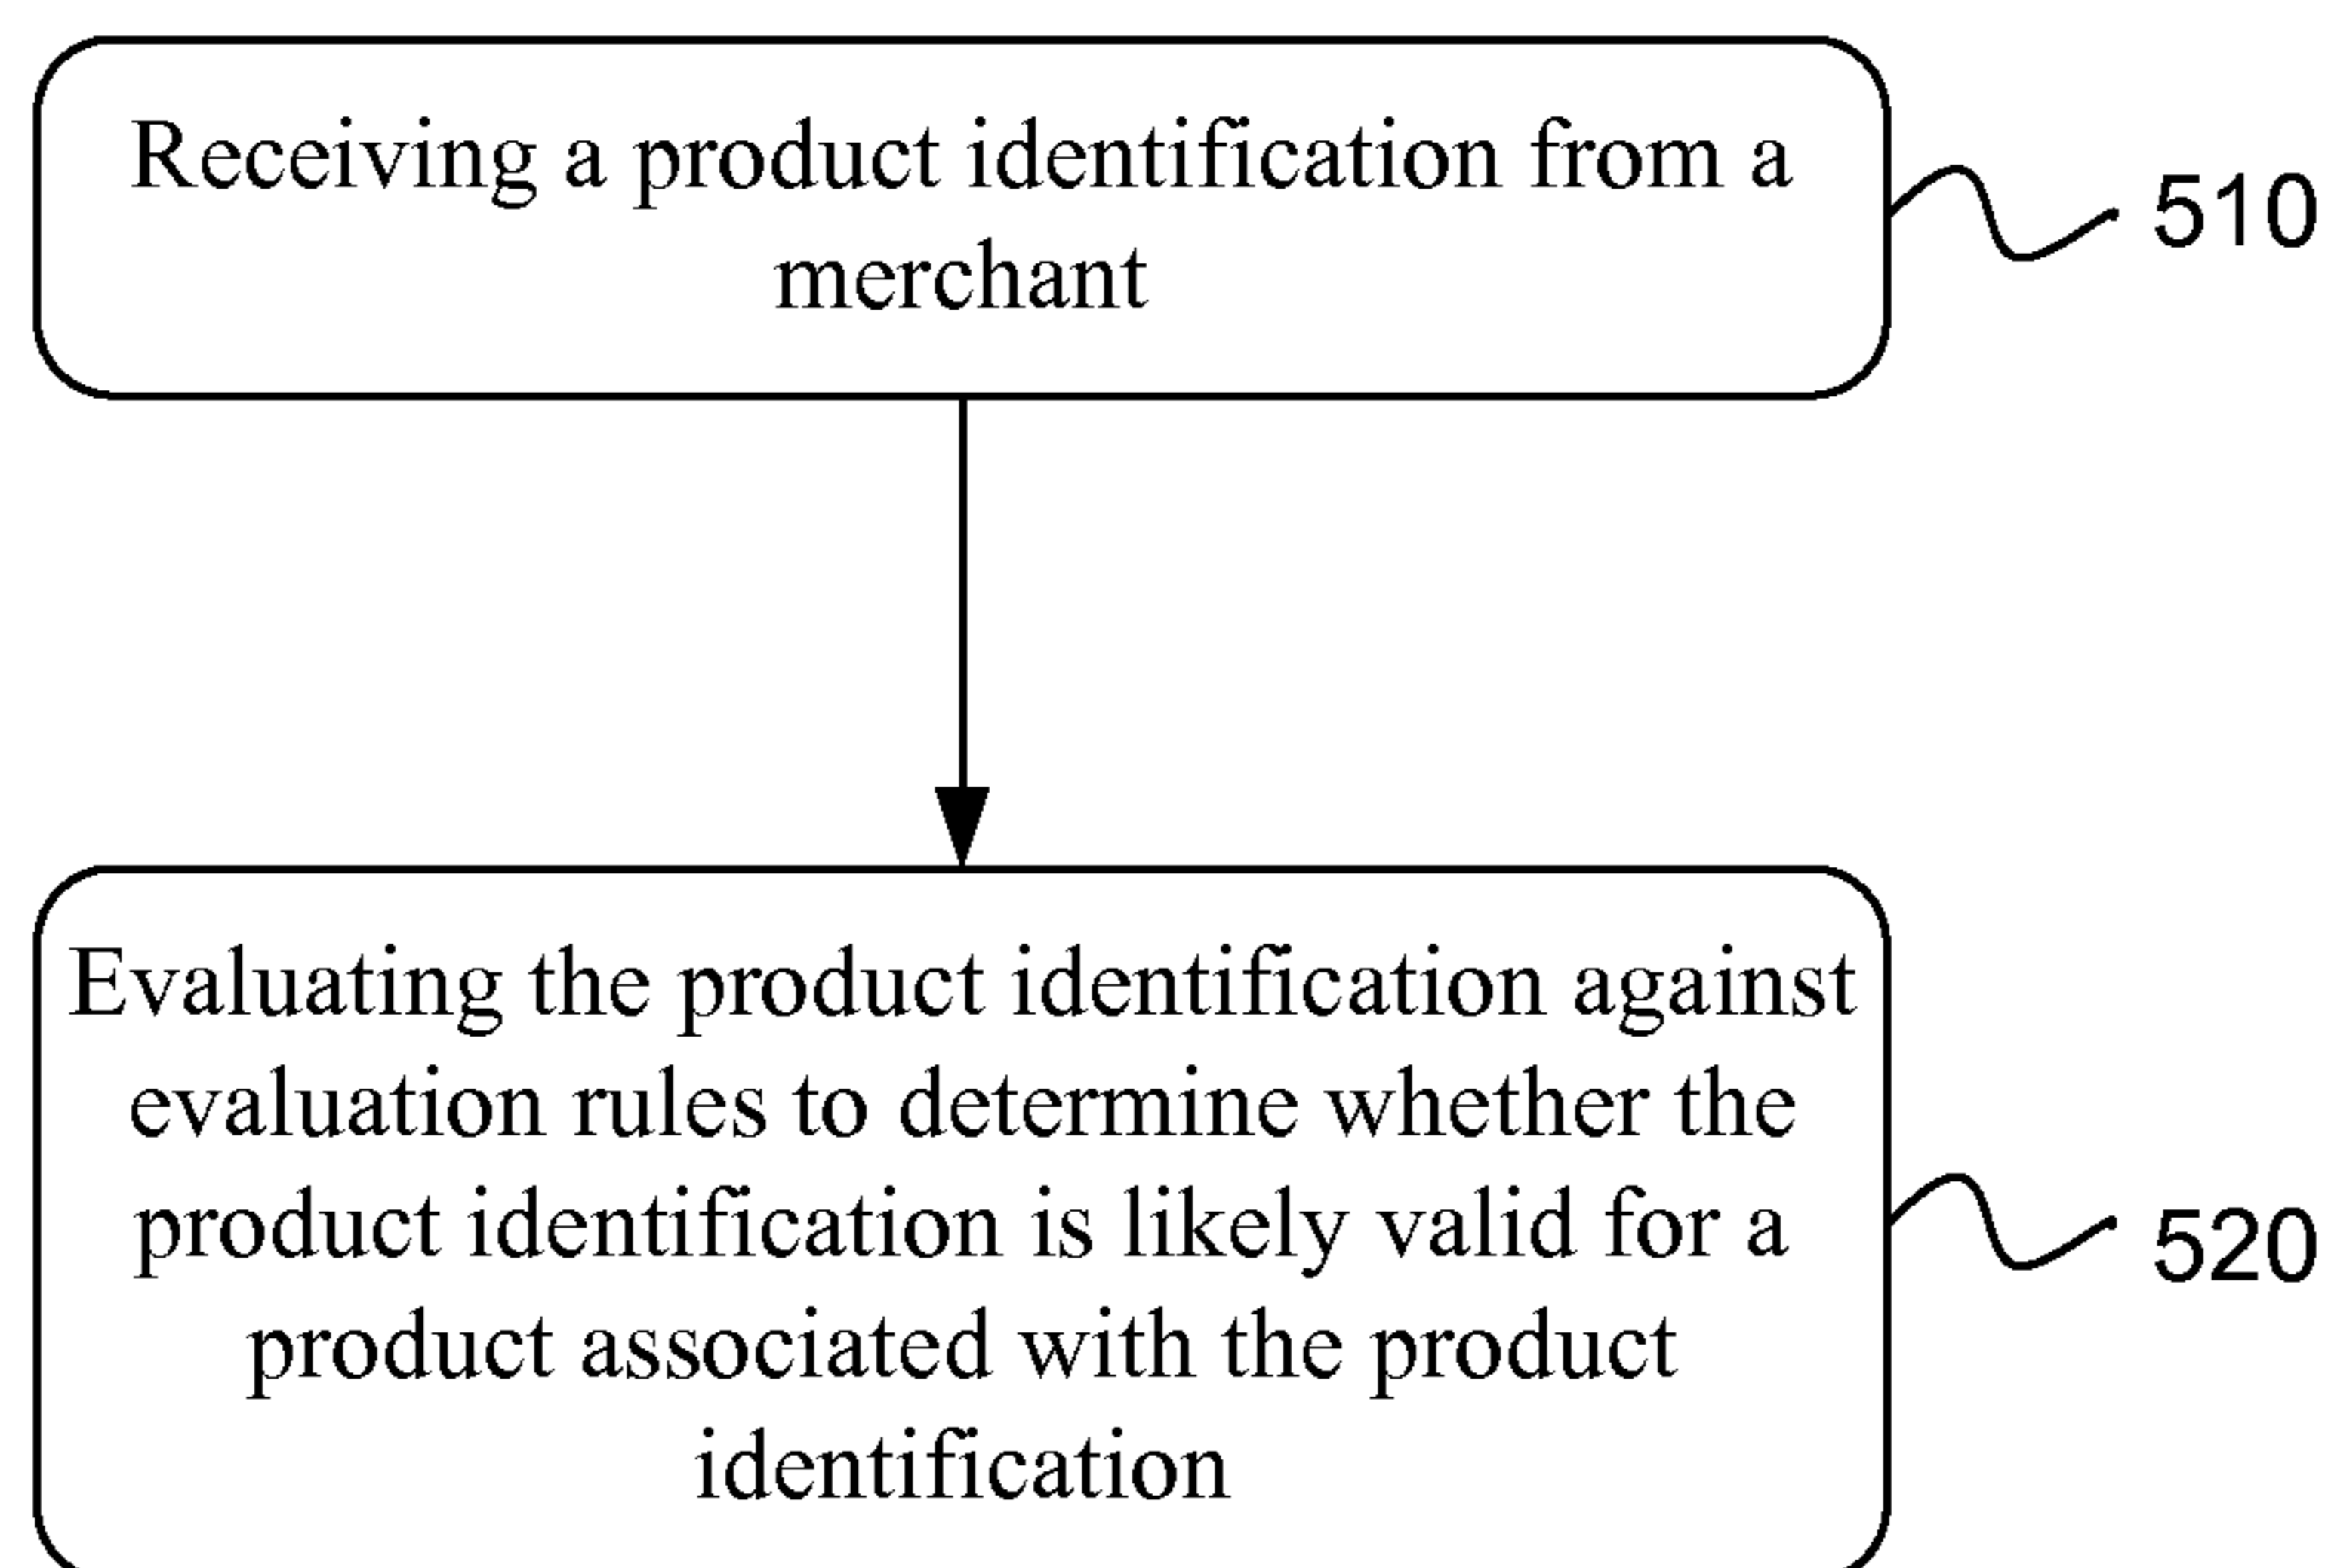 Receiving a product identification from a
merchant
510
Evaluating the product identification against
evaluation rules to determine whether the
product identification is likely valid for a
product associated with the product
identification
520